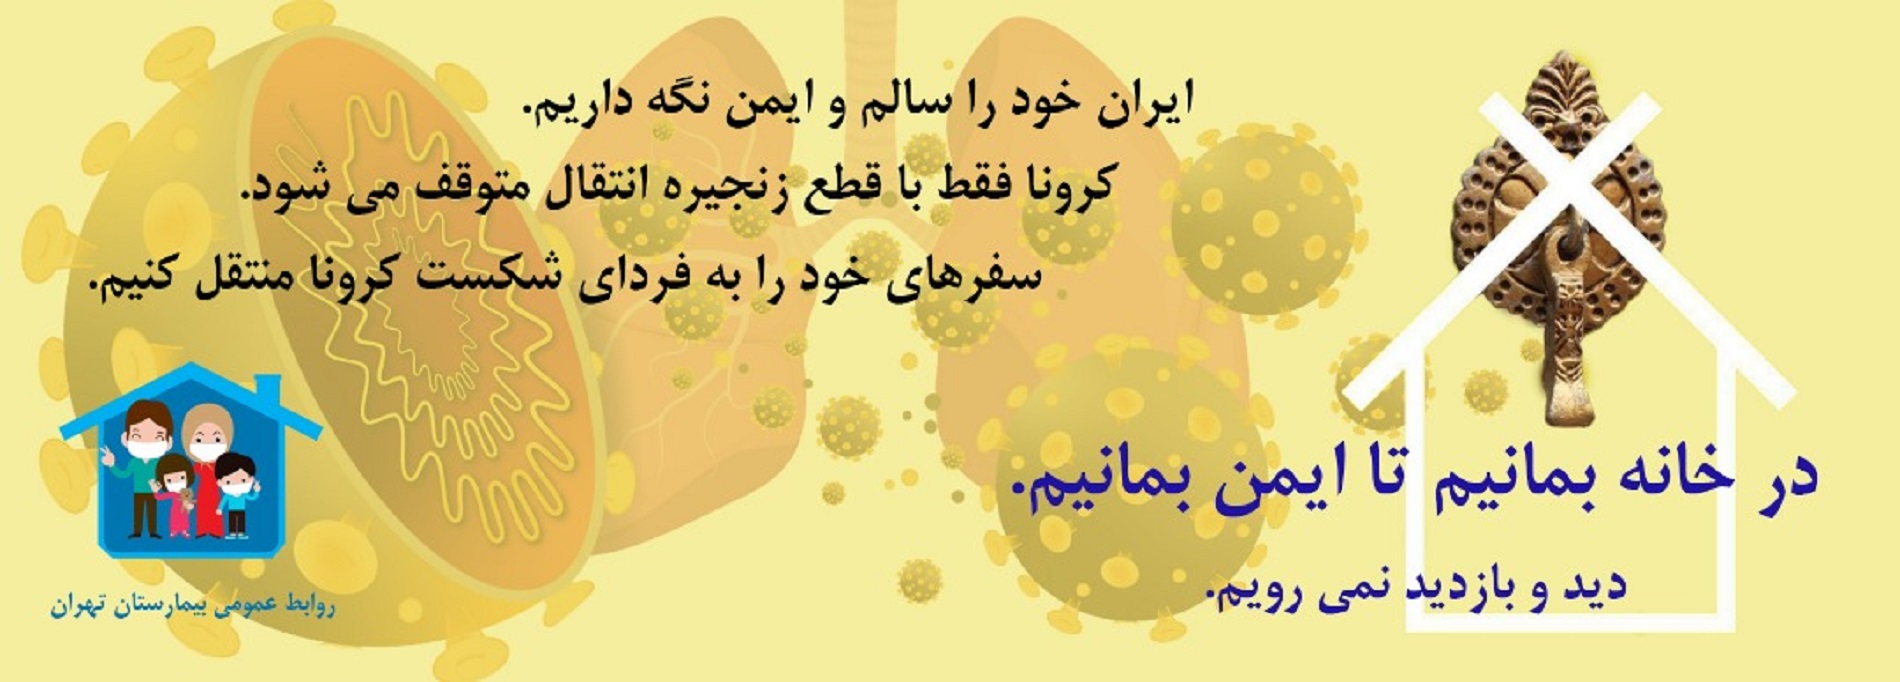 ایران خود را سالم و ایمن نگه داریم.
کرونا فقط با قطع زنجیره انتقال متوقف می شود.
سفرهای خود را به فردای شکست کرونا منتقل کنیم.
در خانه بمانیم تا ایمن بمانیم.
دید و بازدید نمی رویم.
روابط عمومی بیمارستان تهران